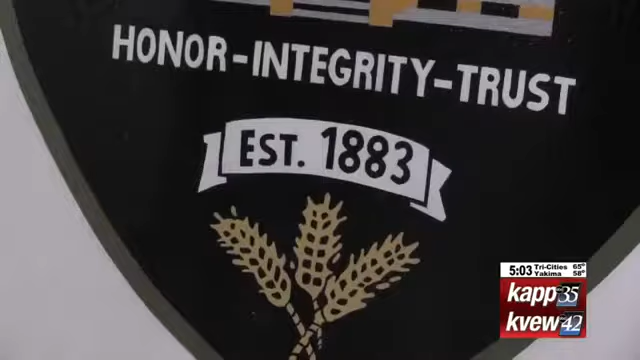 HONOR-INTEGRITY-TRUST
EST. 1883
5:03 Tri-Cities 65°
Yakima 58°
kapp 35
kvew 42